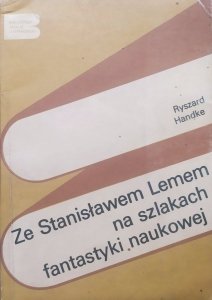 Ryszard
Handke
Ze Stanisławem Lemem
na szlakach
fantastyki naukowej